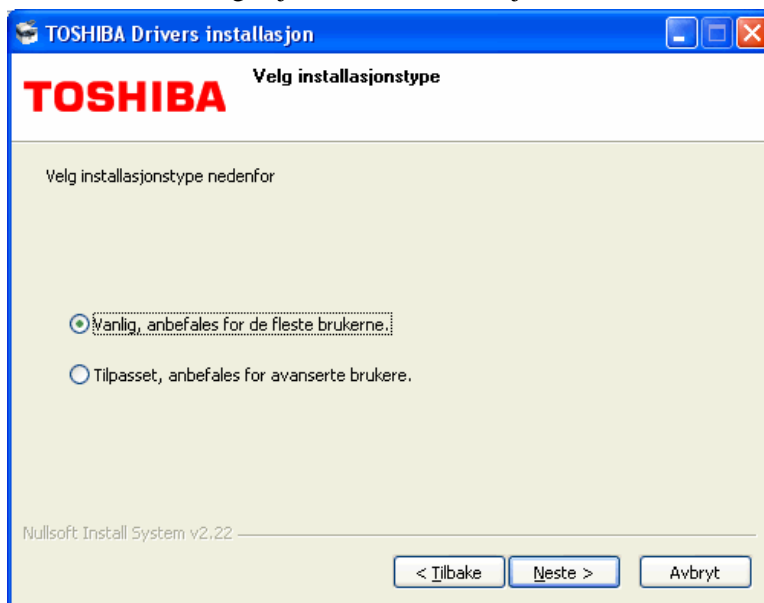 TOSHIBA Drivers installasjon
TOSHIBA
Velg installasjonstype
Velg installasjonstype nedenfor
Vanlig, anbefales for de fleste brukerne.
Tilpasset, anbefales for avanserte brukere.
Nullsoft Install System v2.22
< Tilbake
Neste >
Avbryt